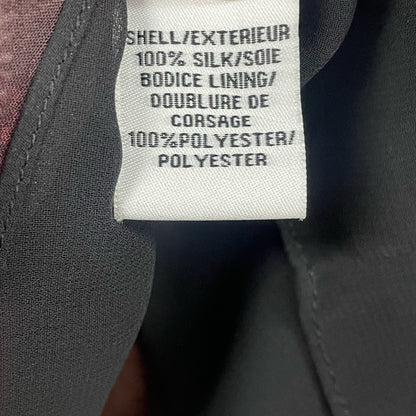 SHELL/EXTERIEUR
100% SILK/SOIE
BODICE LINING/
DOUBLURE DE
CORSAGE
100%POLYESTER/
POLYESTER